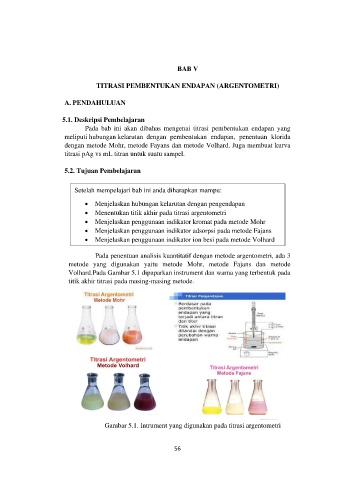 BAB V
TITRASI PEMBENTUKAN ENDAPAN (ARGENTOMETRI)
A. PENDAHULUAN
5.1. Deskripsi Pembelajaran
Pada bab ini akan dibahas mengenai titrasi pembentukan endapan yang
meliputi hubungan kelarutan dengan pembentukan endapan, penentuan klorida
dengan metode Mohr, metode Fayans dan metode Volhard. Juga membuat kurva
titrasi pAg vs mL titran untuk suatu sampel.
5.2. Tujuan Pembelajaran
Setelah mempelajari bab ini anda diharapkan mampu:
• Menjelaskan hubungan kelarutan dengan pengendapan
• Menentukan titik akhir pada titrasi argentometri
• Menjelaskan penggunaan indikator kromat pada metode Mohr
• Menjelaskan penggunaan indikator adsorpsi pada metode Fajans
• Menjelaskan penggunaan indikator ion besi pada metode Volhard
Pada penentuan analisis kuantitatif dengan metode argentometri, ada 3
metode yang digunakan yaitu metode Mohr, metode Fajans dan metode
Volhard.Pada Gambar 5.1 dipaparkan instrument dan warna yang terbentuk pada
titik akhir titrasi pada masing-masing metode.
Titrasi Argentometri
Metode Mohr
Titrasi Pengendapan
Berdasar pada
pembentukan
endapan yang
terjadi antara titran
dan titrat
Titik akhir titrasi
ditandai dengan
perubahan warna
endapan
Titrasi Argentometri
Metode Volhard
Titrasi Argentometri
Metode Fajans
Gambar 5.1. Intrument yang digunakan pada titrasi argentometri
56